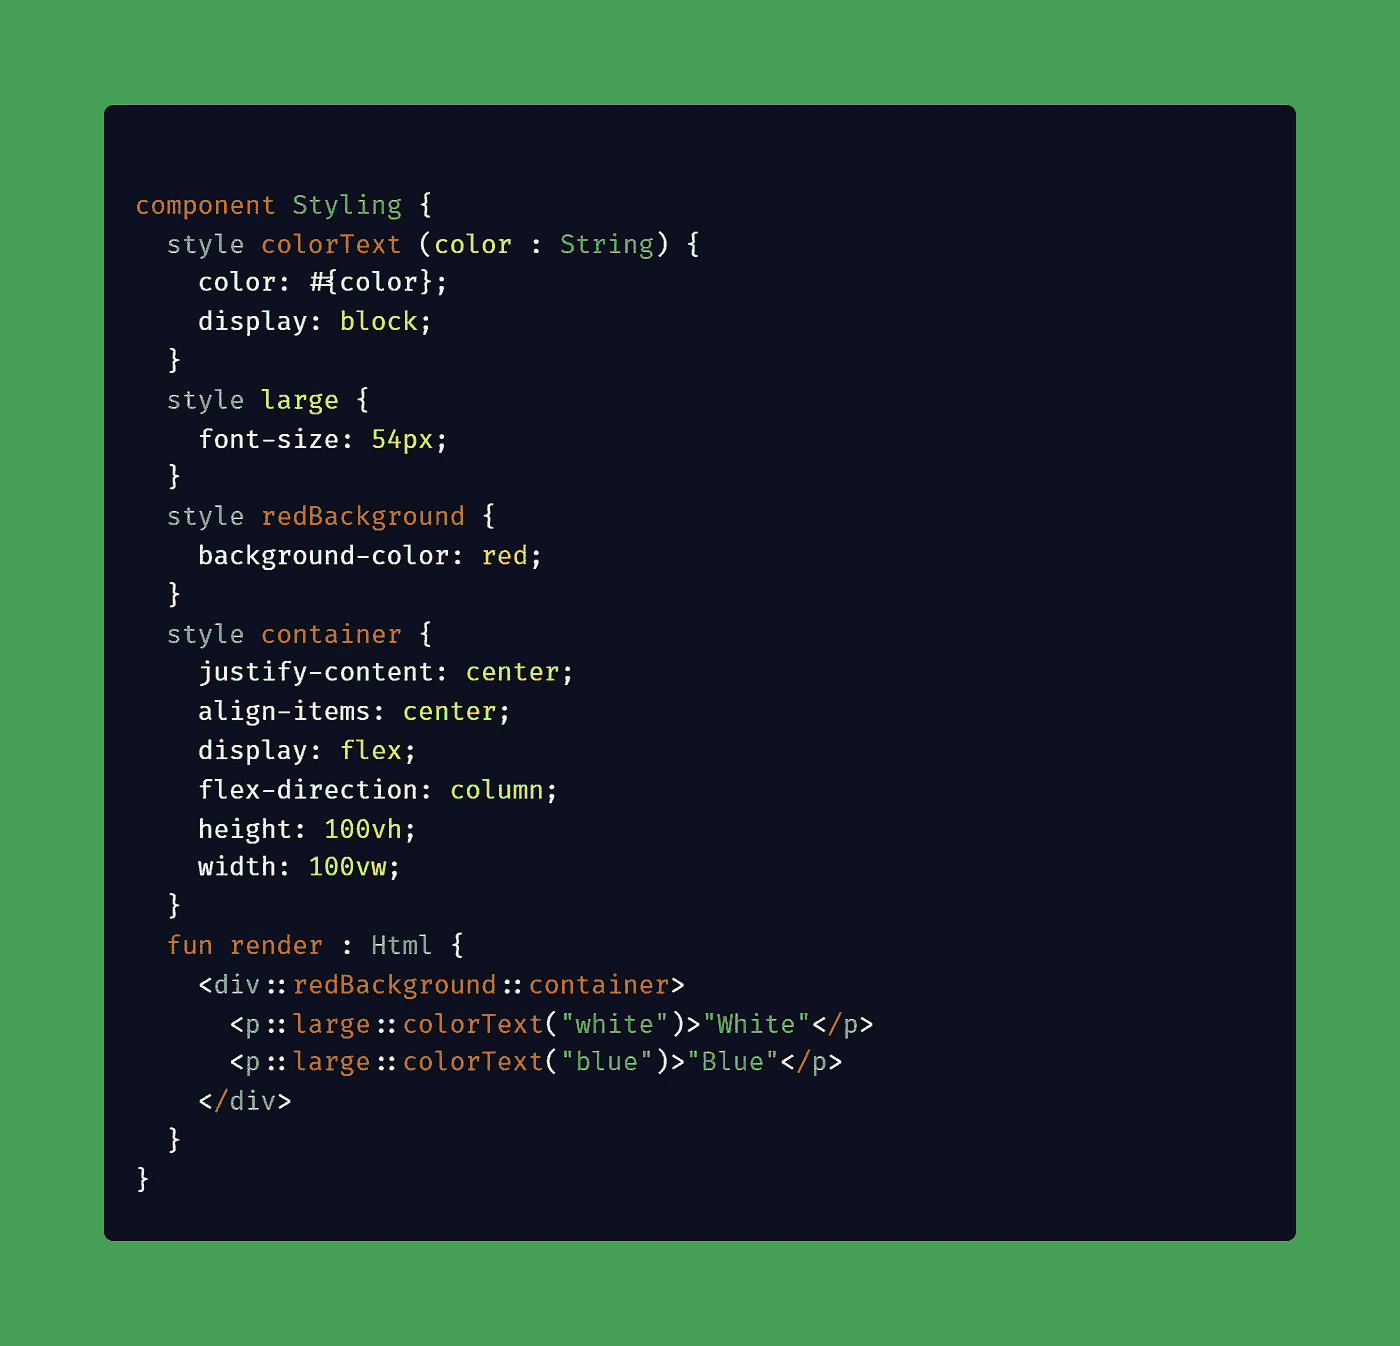 component Styling {
  style colorText (color : String) {
    color: #{color};
    display: block;
  }
  style large {
    font-size: 54px;
  }
  style redBackground {
    background-color: red;
  }
  style container {
    justify-content: center;
    align-items: center;
    display: flex;
    flex-direction: column;
    height: 100vh;
    width: 100vw;
  }
  fun render : Html {
    <div::redBackground::container>
      <p::large::colorText("white")>"White"</p>
      <p::large::colorText("blue")>"Blue"</p>
    </div>
  }
}